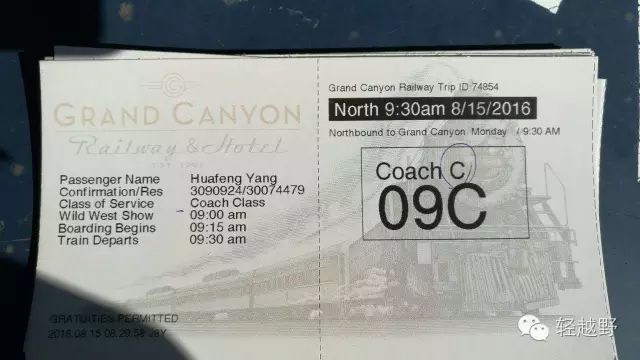 GRAND CANYON
Railway & Hotel
EST. 1901
Passenger Name Huafeng Yang
Confirmation/Res 3090924/30074479
Class of Service Coach Class
Wild West Show 09:00 am
Boarding Begins 09:15 am
Train Departs 09:30 am
GRATUITIES PERMITTED
Grand Canyon Railway Trip ID 74854
North 9:30am 8/15/2016
Northbound to Grand Canyon Monday / 9:30 AM
Coach C
09C
轻越野